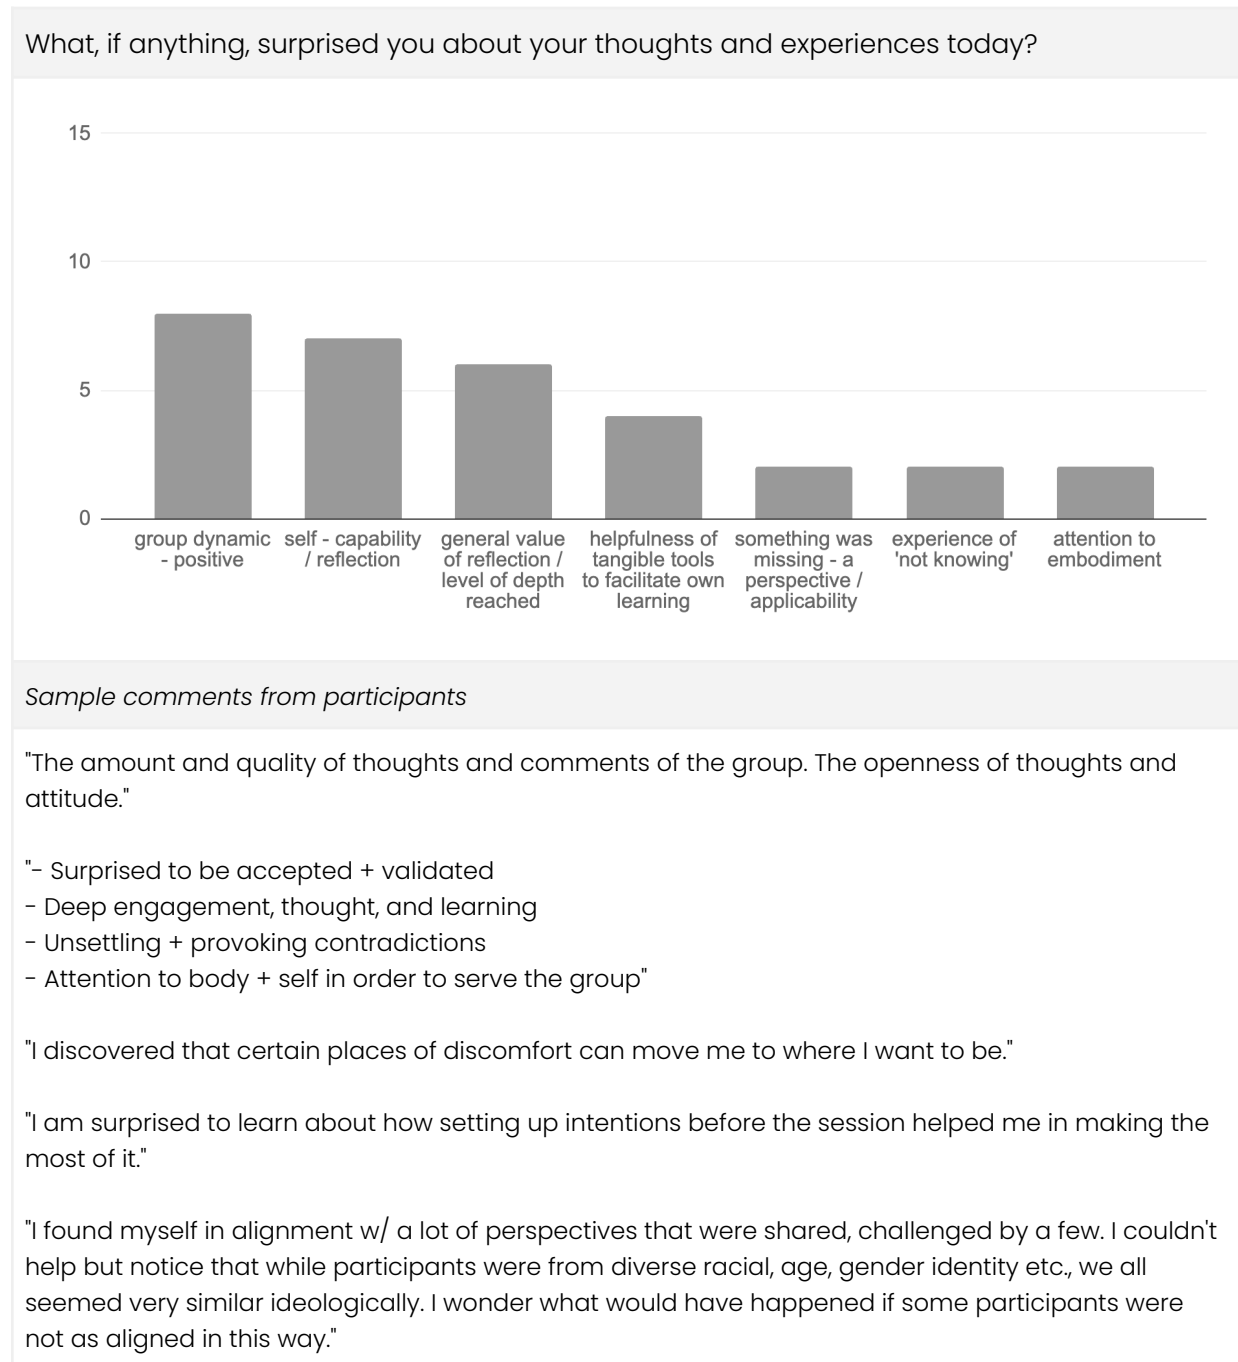 What, if anything, surprised you about your thoughts and experiences today?
15
10
5
0
group dynamic
- positive
self - capability
/ reflection
general value
of reflection /
level of depth
reached
helpfulness of
tangible tools
to facilitate own
learning
something was
missing - a
perspective /
applicability
experience of
'not knowing'
attention to
embodiment
Sample comments from participants
"The amount and quality of thoughts and comments of the group. The openness of thoughts and
attitude."
"- Surprised to be accepted + validated
- Deep engagement, thought, and learning
- Unsettling + provoking contradictions
- Attention to body + self in order to serve the group"
"I discovered that certain places of discomfort can move me to where I want to be."
"I am surprised to learn about how setting up intentions before the session helped me in making the
most of it."
"I found myself in alignment w/ a lot of perspectives that were shared, challenged by a few. I couldn't
help but notice that while participants were from diverse racial, age, gender identity etc., we all
seemed very similar ideologically. I wonder what would have happened if some participants were
not as aligned in this way."